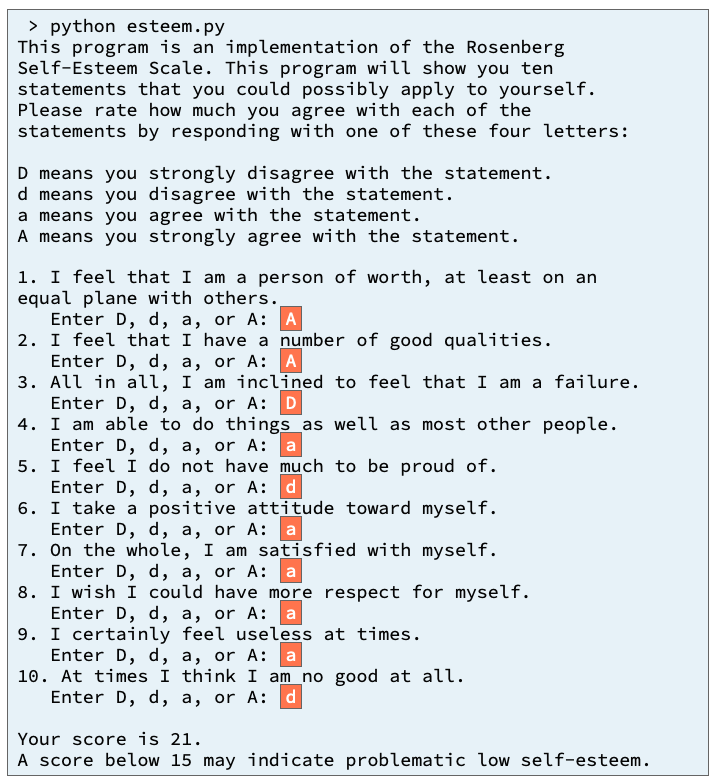 > python esteem.py
This program is an implementation of the Rosenberg
Self-Esteem Scale. This program will show you ten
statements that you could possibly apply to yourself.
Please rate how much you agree with each of the
statements by responding with one of these four letters:
D means you strongly disagree with the statement.
d means you disagree with the statement.
a means you agree with the statement.
A means you strongly agree with the statement.
1. I feel that I am a person of worth, at least on an
equal plane with others.
Enter D, d, a, or A: A
2. I feel that I have a number of good qualities.
Enter D, d, a, or A: A
3. All in all, I am inclined to feel that I am a failure.
Enter D, d, a, or A: D
4. I am able to do things as well as most other people.
Enter D, d, a, or A: a
5. I feel I do not have much to be proud of.
Enter D, d, a, or A: d
6. I take a positive attitude toward myself.
Enter D, d, a, or A: a
7. On the whole, I am satisfied with myself.
Enter D, d, a, or A: a
8. I wish I could have more respect for myself.
Enter D, d, a, or A: a
9. I certainly feel useless at times.
Enter D, d, a, or A: a
10. At times I think I am no good at all.
Enter D, d, a, or A: d
Your score is 21.
A score below 15 may indicate problematic low self-esteem.